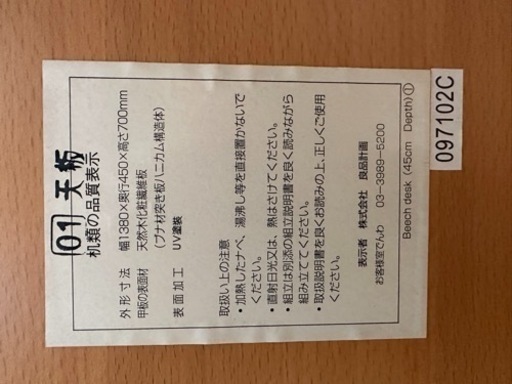 01 天板
机類の品質表示
外形寸法 幅1380×奥行450×高さ700mm
甲板の表面材 天然木化粧繊維板
(ブナ材突き板ハニカム構造体)
表面加工 UV塗装
取扱い上の注意
・加熱したナベ、湯沸し等を直接置かないで
ください。
・直射日光又は、熱はさけてください。
・組立は別添の組立説明書を良く読みながら
組み立ててください。
・取扱説明書を良くお読みの上、正しくご使用
ください。
表示者 株式会社 良品計画
お客様室でんわ 03-3989-5200
Beech desk (45cm Depth)①
097102C